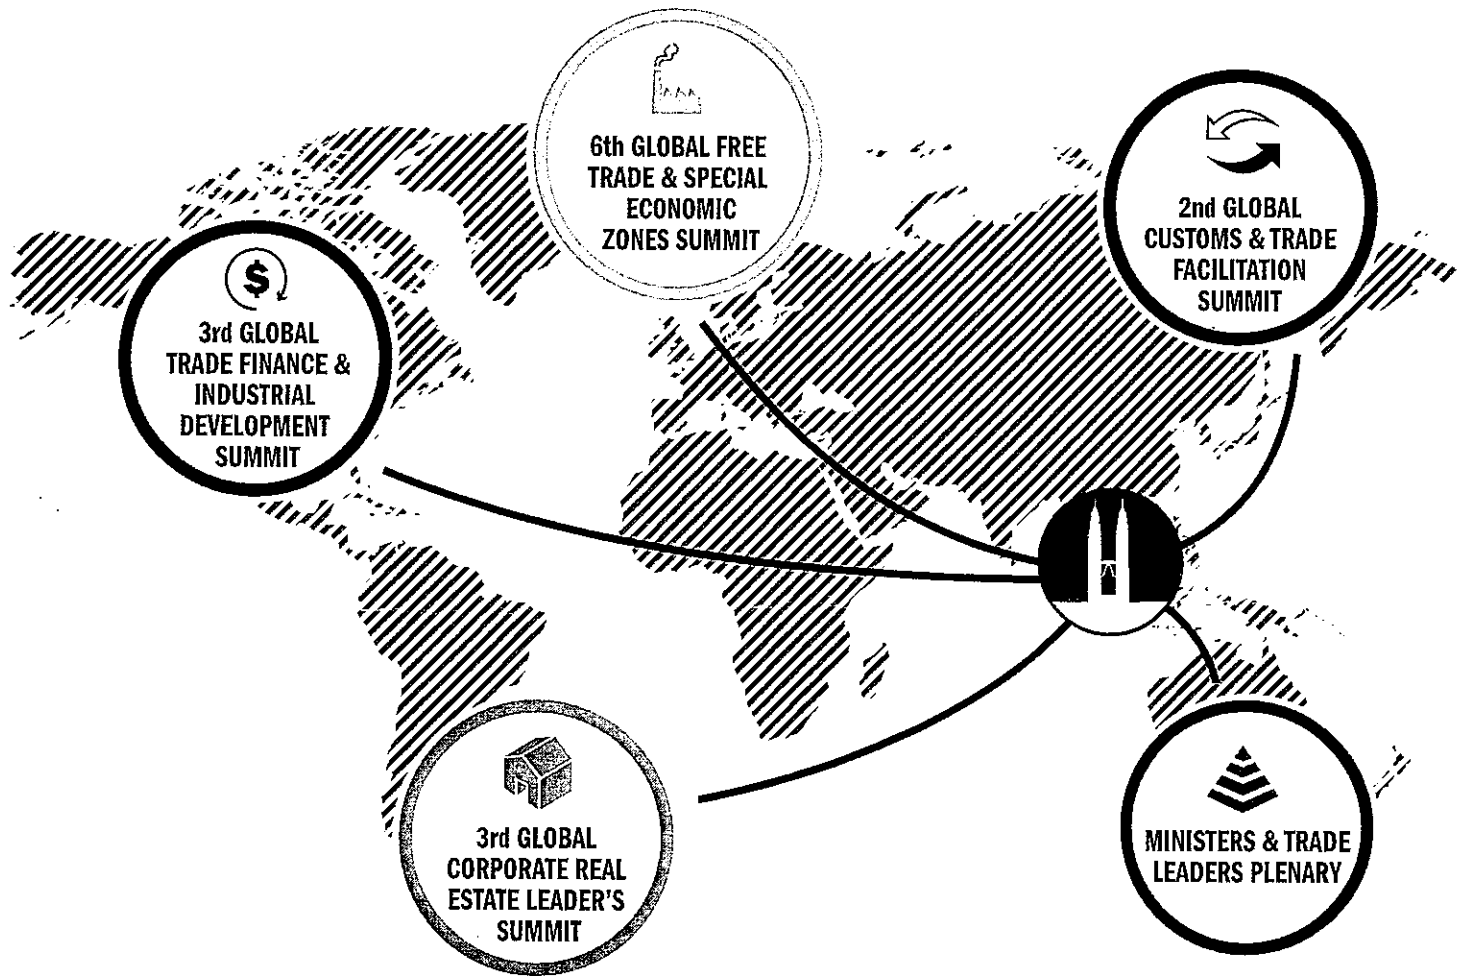 6th GLOBAL FREE
TRADE & SPECIAL
ECONOMIC
ZONES SUMMIT
2nd GLOBAL
CUSTOMS & TRADE
FACILITATION
SUMMIT
$
3rd GLOBAL
TRADE FINANCE &
INDUSTRIAL
DEVELOPMENT
SUMMIT
3rd GLOBAL
CORPORATE REAL
ESTATE LEADER'S
SUMMIT
MINISTERS & TRADE
LEADERS PLENARY